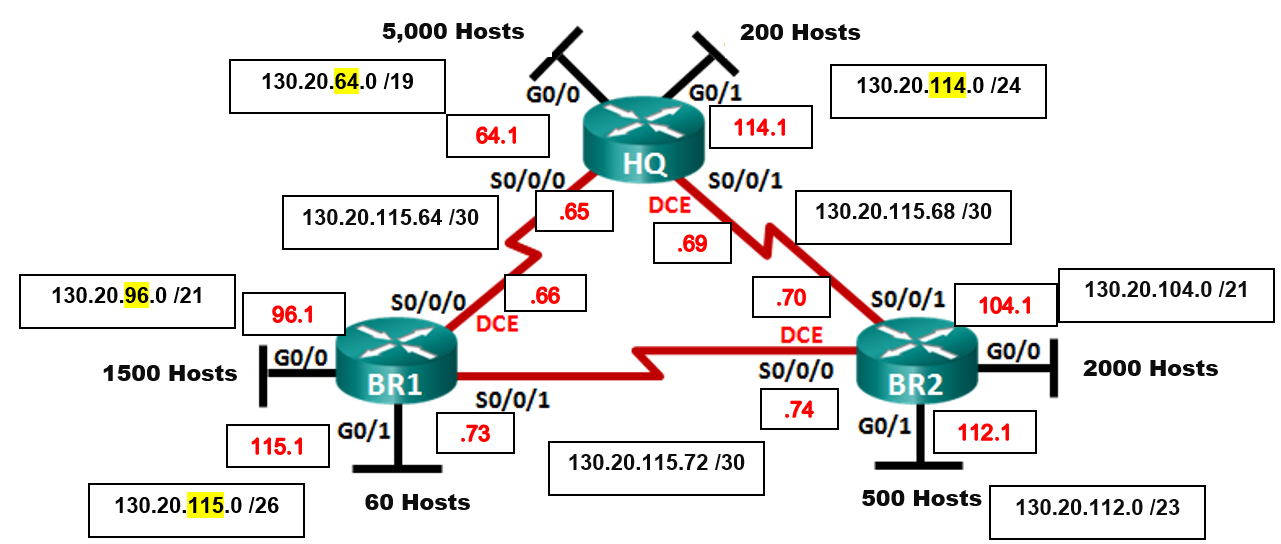 5,000 Hosts
200 Hosts
130.20.64.0 /19
130.20.114.0 /24
G0/0
G0/1
64.1
114.1
HQ
S0/0/0
S0/0/1
DCE
.65
130.20.115.64 /30
130.20.115.68 /30
.69
130.20.96.0 /21
.66
.70
130.20.104.0 /21
96.1
S0/0/0
DCE
S0/0/1
104.1
DCE
G0/0
G0/0
1500 Hosts
BR1
S0/0/0
BR2
2000 Hosts
S0/0/1
.74
115.1
G0/1
.73
G0/1
112.1
130.20.115.72 /30
130.20.115.0 /26
60 Hosts
500 Hosts
130.20.112.0 /23